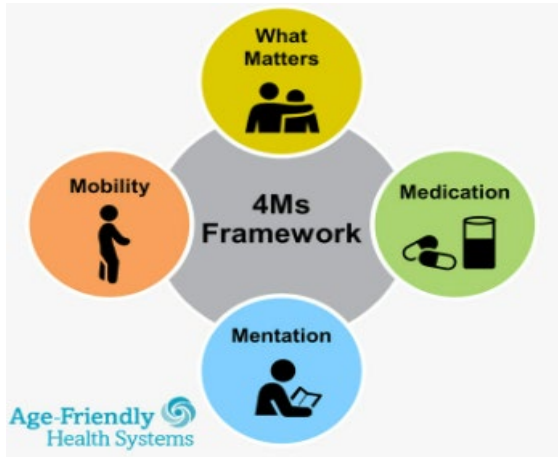 What
Matters
Mobility
4Ms
Framework
Medication
Mentation
Age-Friendly
Health Systems